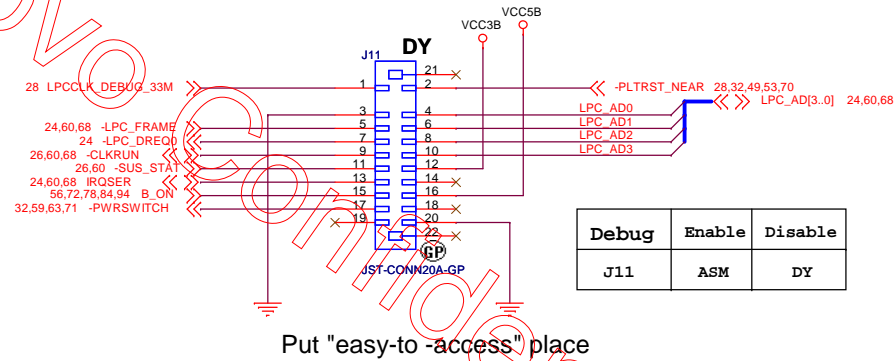 VCC5B
VCC3B
DY
J11
21
28 LPCCLK_DEBUG_33M 1 2 -PLTRST_NEAR 28,32,49,53,70
LPC_AD[3..0] 24,60,68
3 4 LPC_AD0
24,60,68 -LPC_FRAME 5 6 LPC_AD1
24 -LPC_DREQ0 7 8 LPC_AD2
26,60,68 -CLKRUN 9 10 LPC_AD3
26,60 -SUS_STAT 11 12
24,60,68 IRQSER 13 14
56,72,78,84,94 B_ON 15 16
32,59,63,71 -PWRSWITCH 17 18
19 20
22
GP
JST-CONN20A-GP
Debug Enable Disable
J11 ASM DY
Put "easy-to -access" place